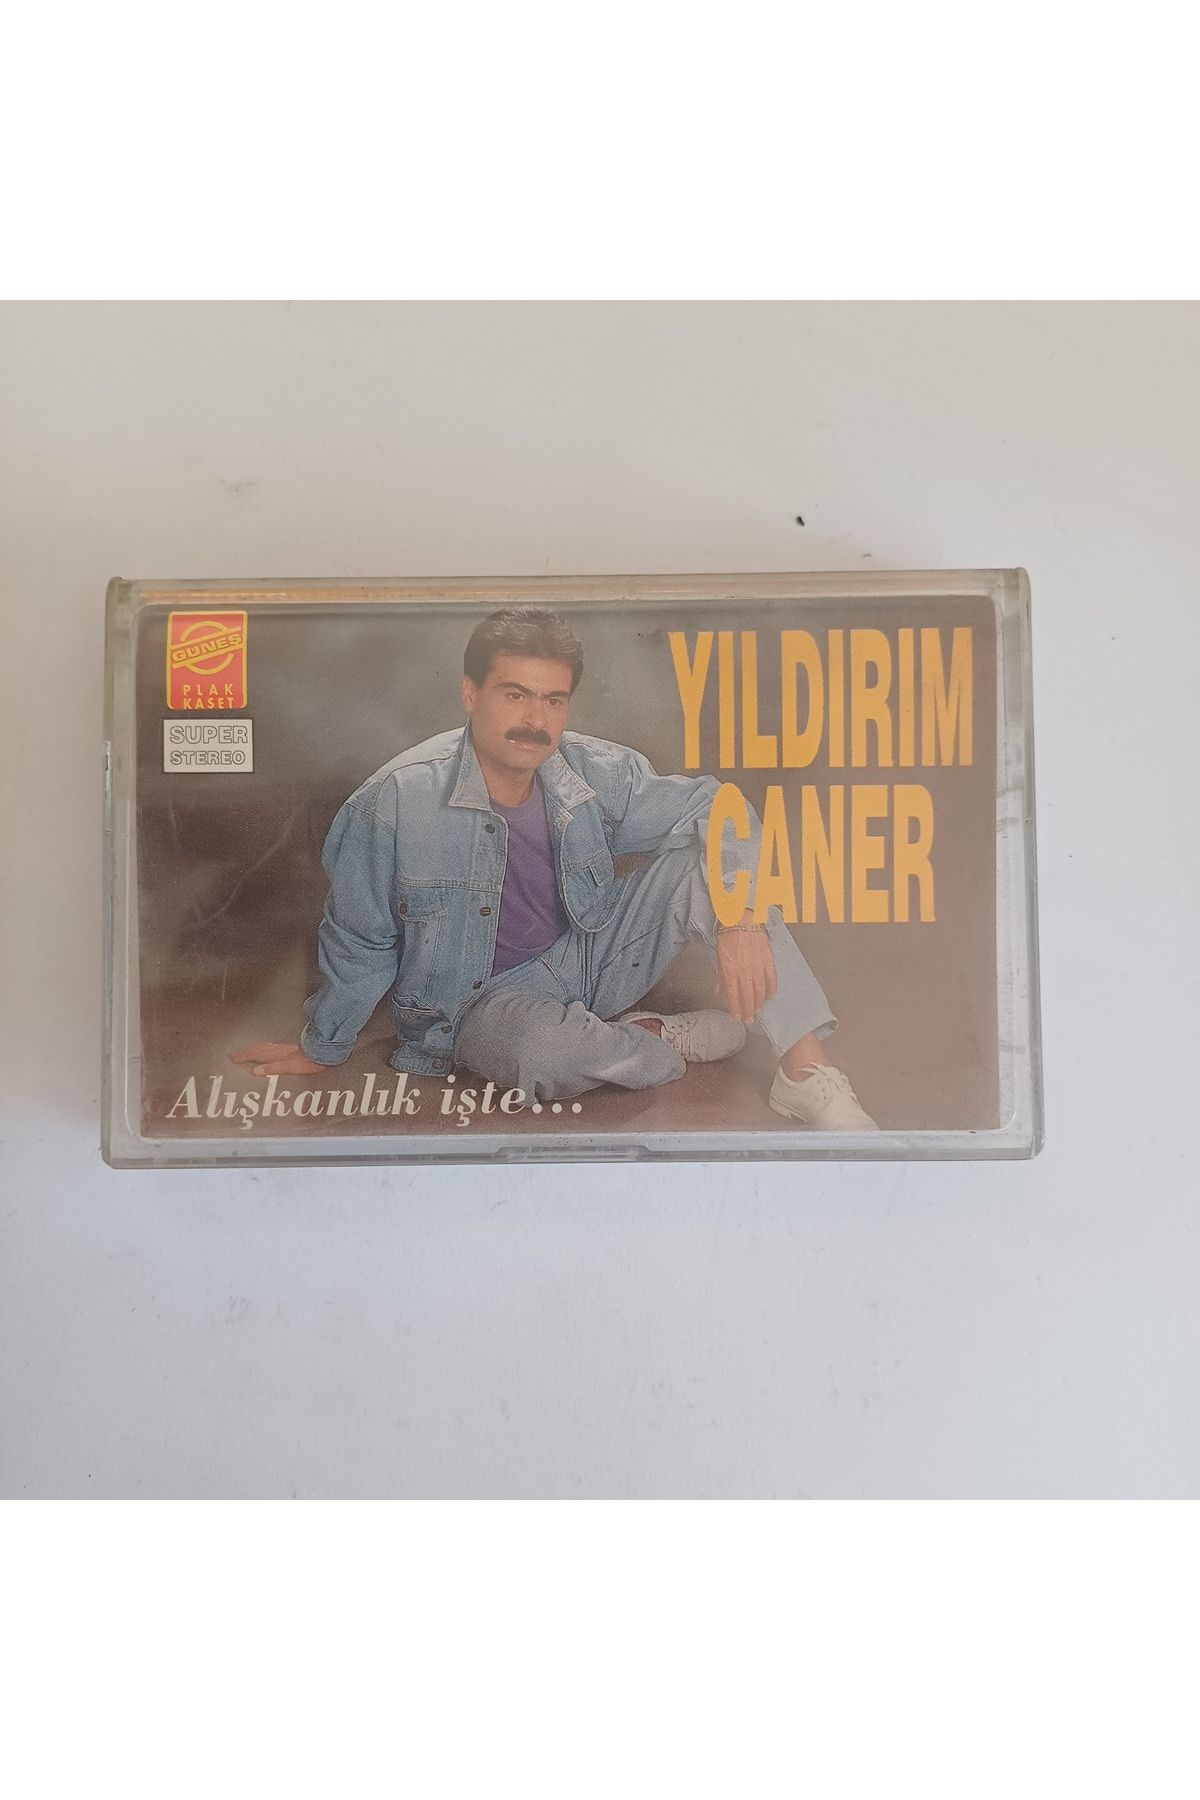 GÜNEŞ
PLAK
KASET
SUPER
STEREO
YILDIRIM
CANER
Alışkanlık işte...